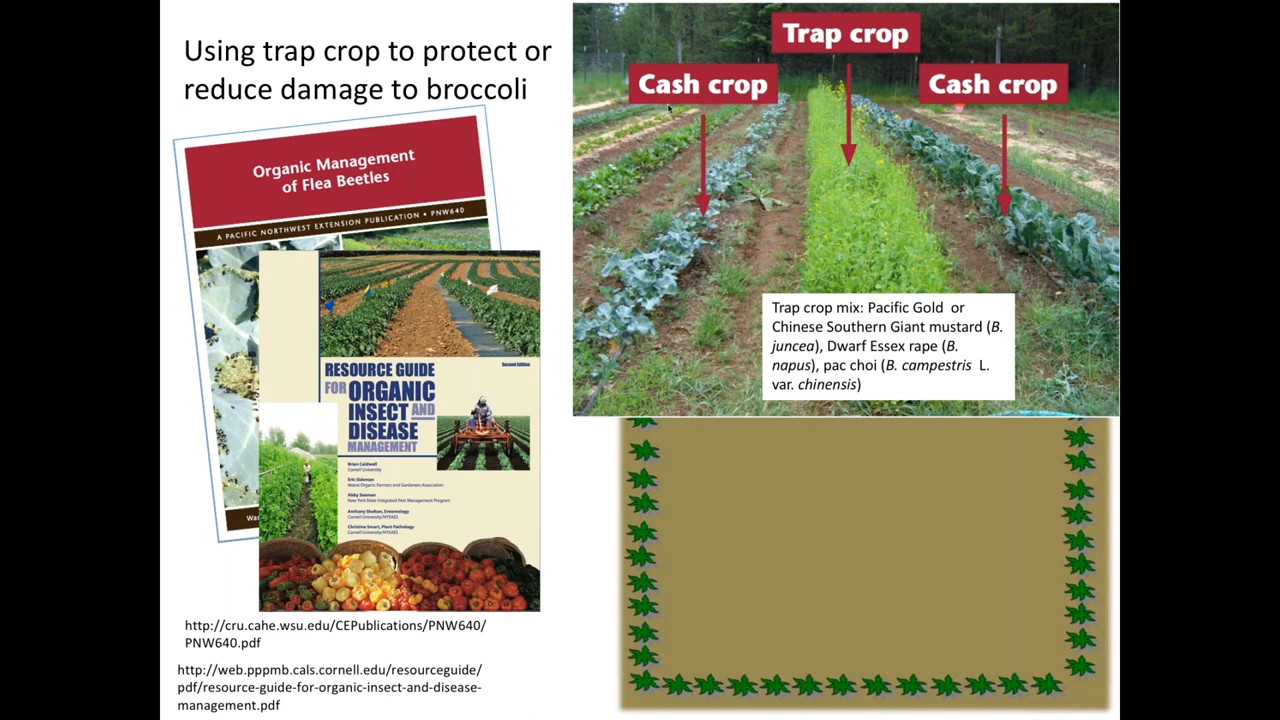 Using trap crop to protect or
reduce damage to broccoli
Organic Management
of Flea Beetles
A PACIFIC NORTHWEST EXTENSION PUBLICATION • PNW640
Was
Second Edition
RESOURCE GUIDE
FOR ORGANIC
INSECT AND
DISEASE
MANAGEMENT
Brian Caldwell
Cornell University
Eric Sideman
Maine Organic Farmers and Gardeners Association
Abby Seaman
New York State Integrated Pest Management Program
Anthony Shelton, Entomology
Cornell University/NYSAES
Christine Smart, Plant Pathology
Cornell University/NYSAES
http://cru.cahe.wsu.edu/CEPublications/PNW640/
PNW640.pdf
http://web.pppmb.cals.cornell.edu/resourceguide/
pdf/resource-guide-for-organic-insect-and-disease-
management.pdf
Trap crop
Cash crop
Cash crop
Trap crop mix: Pacific Gold or
Chinese Southern Giant mustard (B.
juncea), Dwarf Essex rape (B.
napus), pac choi (B. campestris L.
var. chinensis)